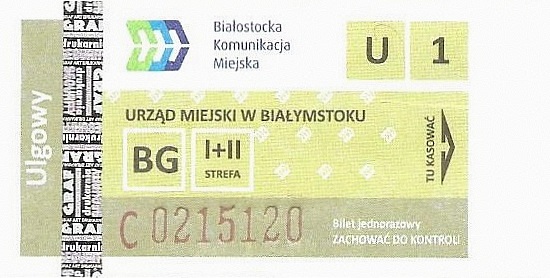 Białostocka
Komunikacja
Miejska
U 1
Ulgowy
URZĄD MIEJSKI W BIAŁYMSTOKU
BG
I+II
STREFA
TU KASOWAĆ
C 0215120
Bilet jednorazowy
ZACHOWAĆ DO KONTROLI